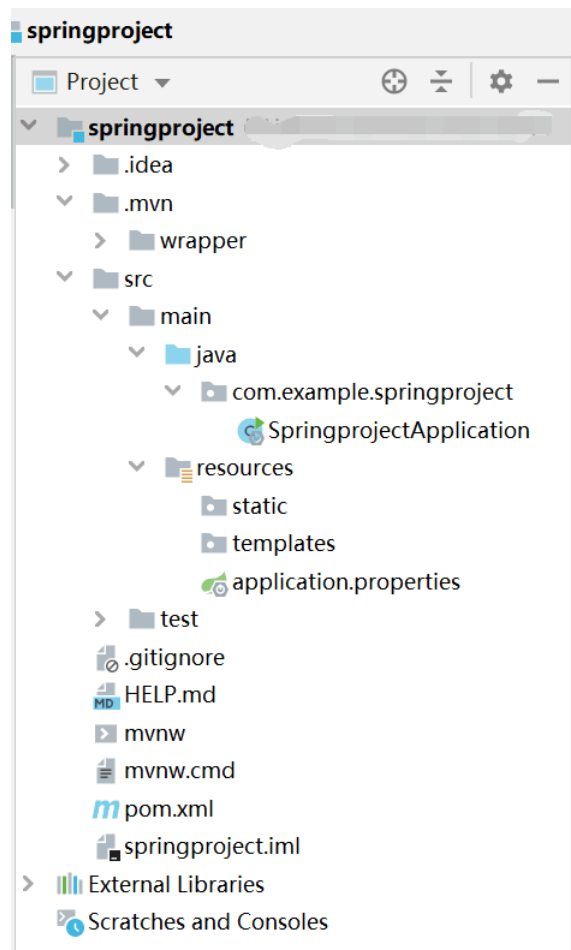 springproject
Project
springproject
.idea
.mvn
wrapper
src
main
java
com.example.springproject
SpringprojectApplication
resources
static
templates
application.properties
test
.gitignore
HELP.md
mvnw
mvnw.cmd
pom.xml
springproject.iml
External Libraries
Scratches and Consoles